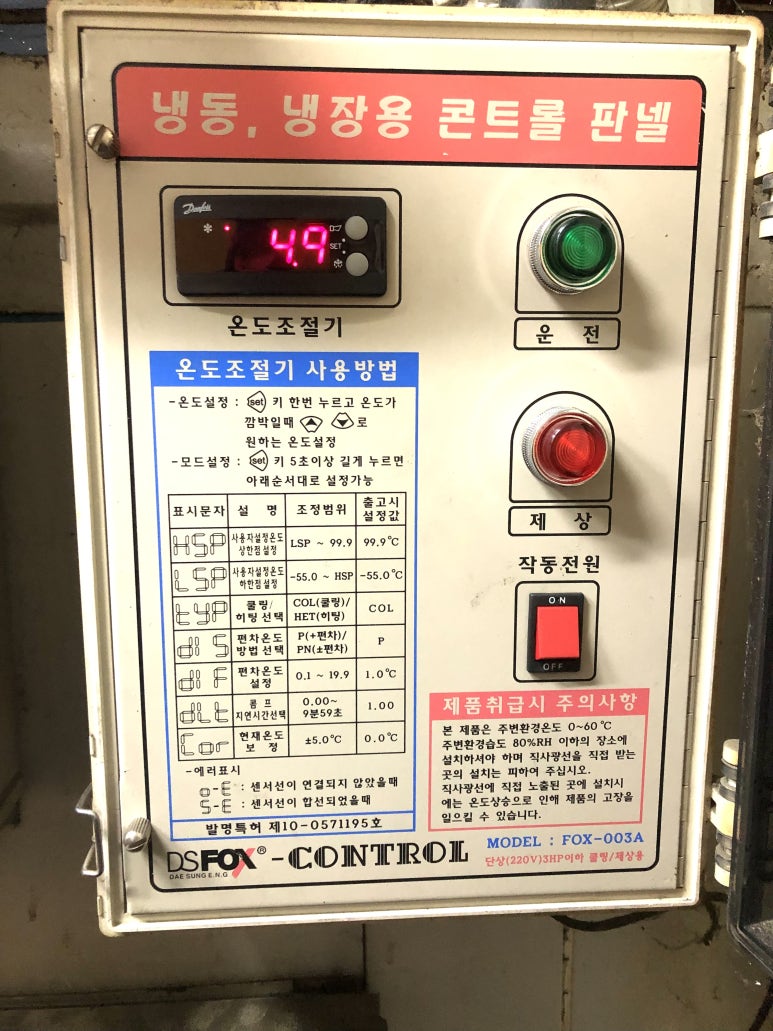 냉동, 냉장용 콘트롤 판넬
Danfoss
4.9
SET
온도조절기
운 전
온도조절기 사용방법
-온도설정 : set 키 한번 누르고 온도가
깜박일때 로
원하는 온도설정
-모드설정 : set 키 5초이상 길게 누르면
아래순서대로 설정가능
표시문자 설 명 조정범위 출고시 설정값
HSP 사용자설정온도 상한점설정 LSP ~ 99.9 99.9℃
LSP 사용자설정온도 하한점설정 -55.0 ~ HSP -55.0℃
tYP 쿨링/히팅선택 COL(쿨링)/HET(히팅) COL
diS 편차온도 방법선택 P(+편차)/PN(±편차) P
diF 편차온도 설정 0.1 ~ 19.9 1.0℃
dLt 콤프 지연시간선택 0.00~9분59초 1.00
Cor 현재온도 보 정 ±5.0℃ 0.0℃
-에러표시
o-E : 센서선이 연결되지 않았을때
S-E : 센서선이 합선되었을때
발명특허 제10-0571195호
제 상
작동전원
ON
OFF
제품취급시 주의사항
본 제품은 주변환경온도 0~60℃
주변환경습도 80%RH 이하의 장소에
설치하셔야 하며 직사광선을 직접 받는
곳의 설치는 피하여 주십시오.
직사광선에 직접 노출된 곳에 설치시
에는 온도상승으로 인해 제품의 고장을
일으킬 수 있습니다.
DSFOX®-CONTROL
DAE SUNG E.N.G
MODEL : FOX-003A
단상(220V)3HP이하 쿨링/제상용